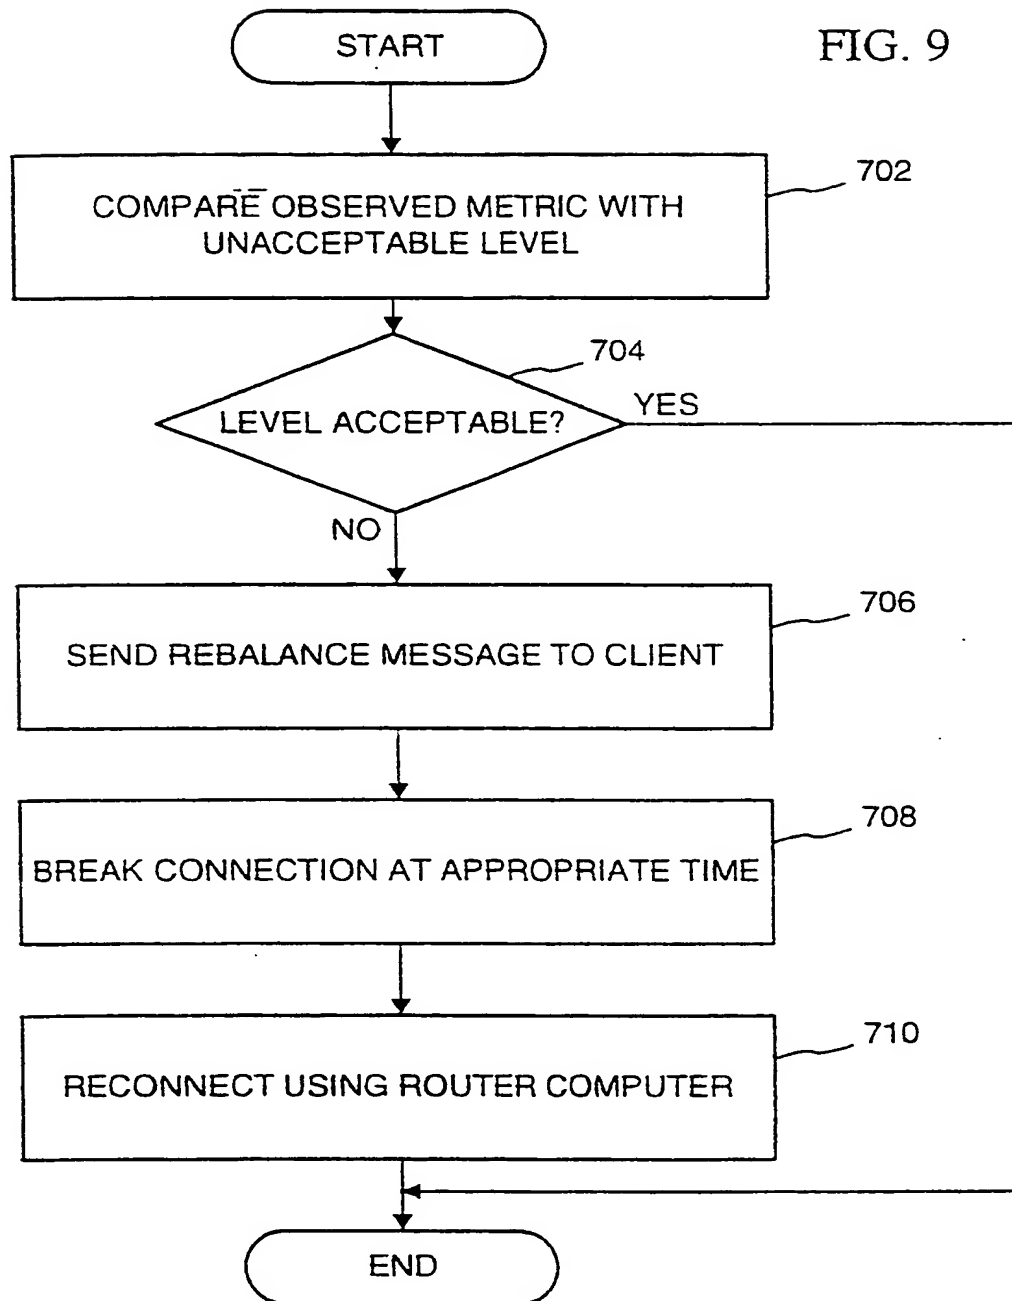 START
FIG. 9
702
COMPARE OBSERVED METRIC WITH
UNACCEPTABLE LEVEL
704
LEVEL ACCEPTABLE?
YES
NO
706
SEND REBALANCE MESSAGE TO CLIENT
708
BREAK CONNECTION AT APPROPRIATE TIME
710
RECONNECT USING ROUTER COMPUTER
END